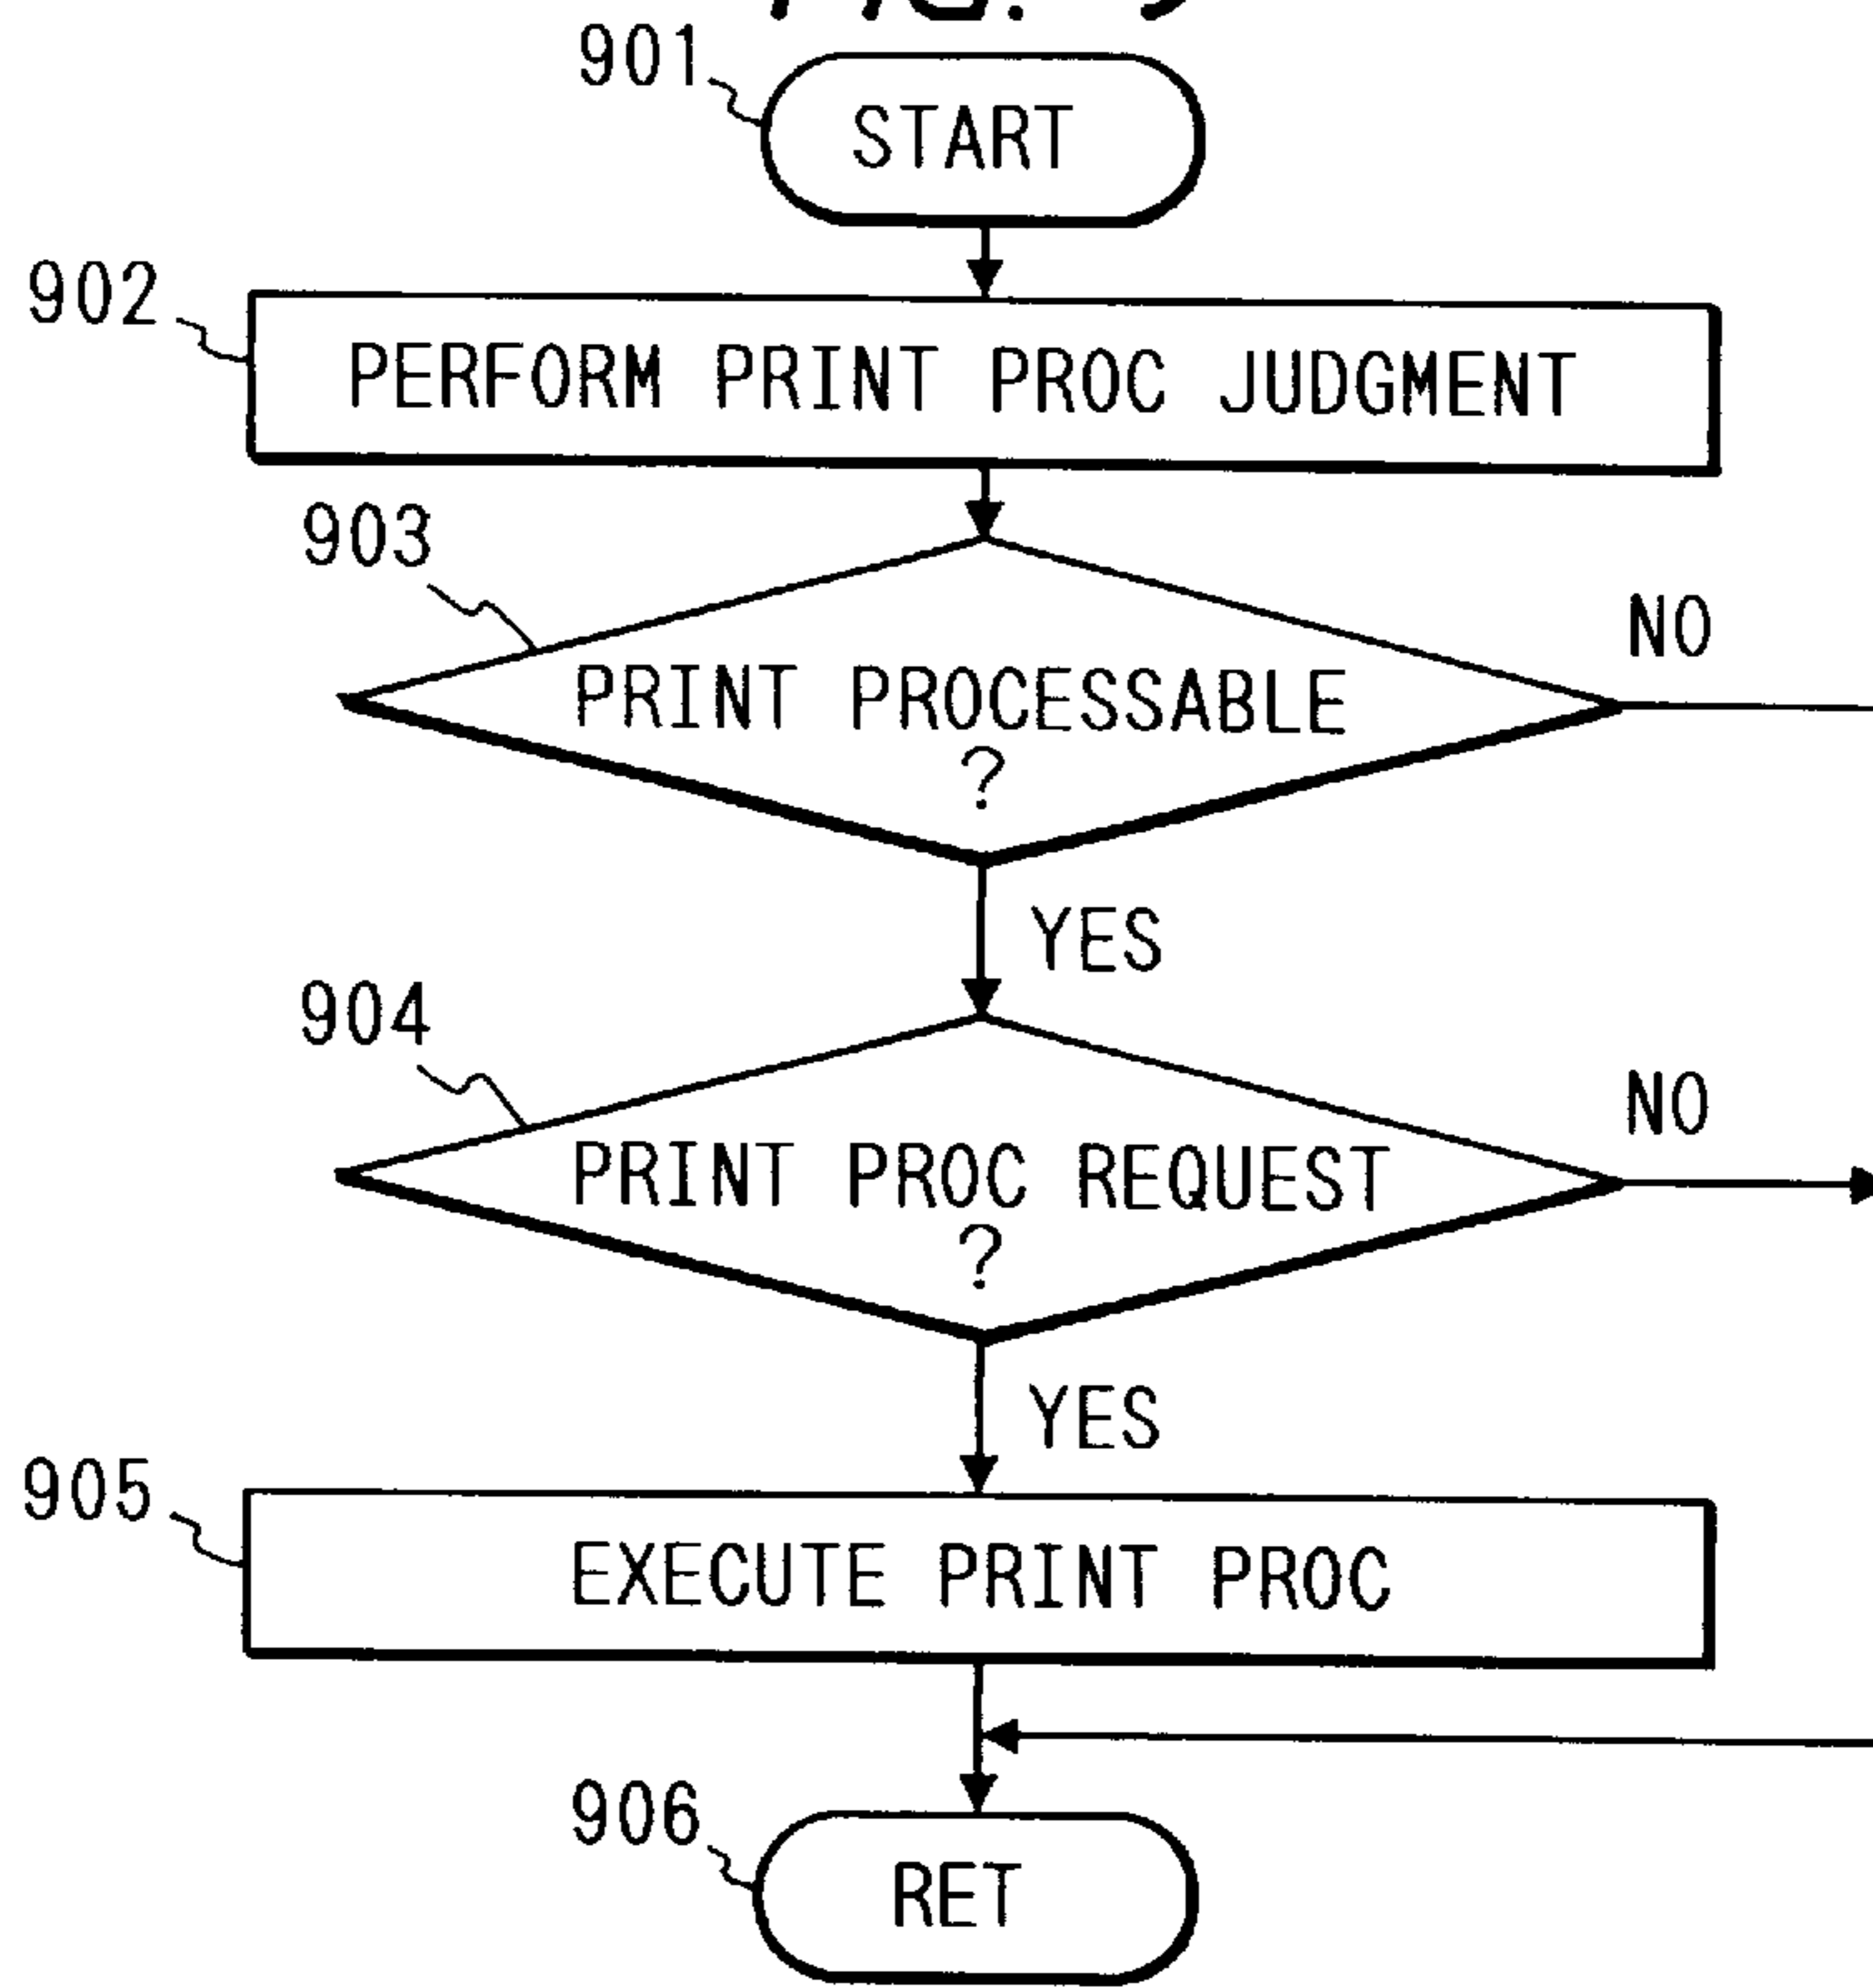 901
START
902
PERFORM PRINT PROC JUDGMENT
903
NO
PRINT PROCESSABLE
?
YES
904
NO
PRINT PROC REQUEST
?
YES
905
EXECUTE PRINT PROC
906
RET